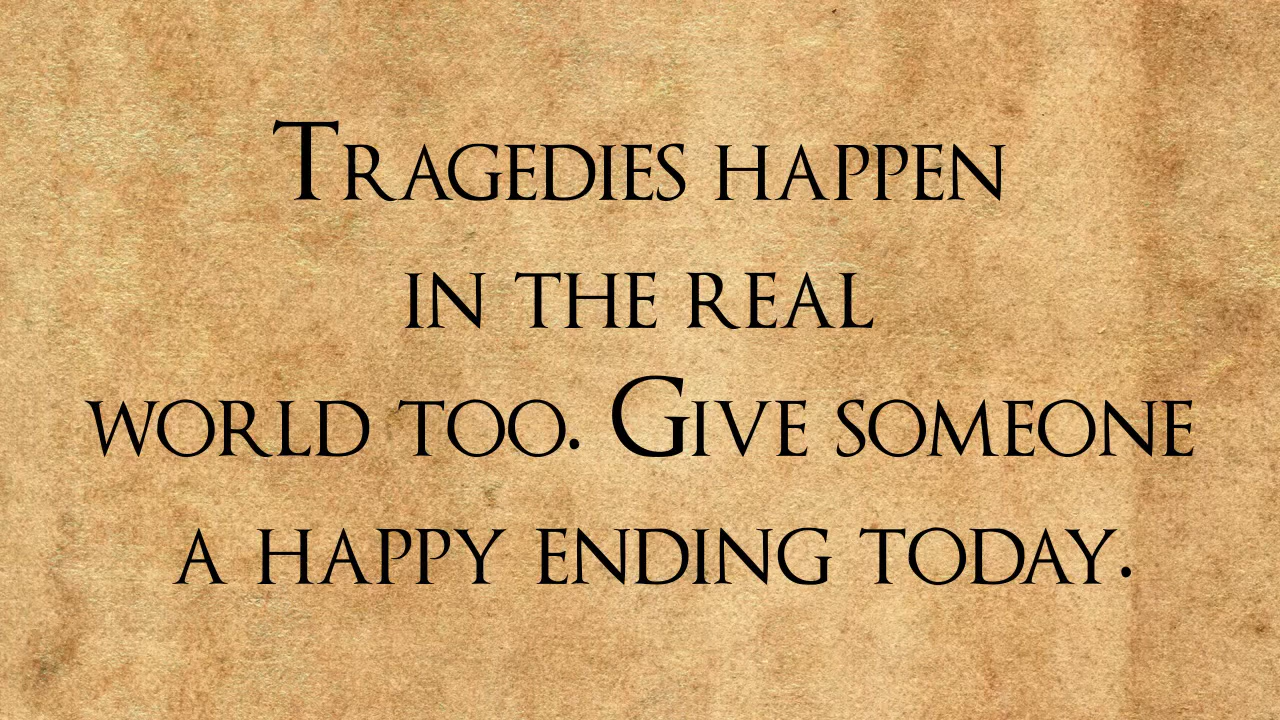 Tragedies happen
in the real
world too. Give someone
a happy ending today.